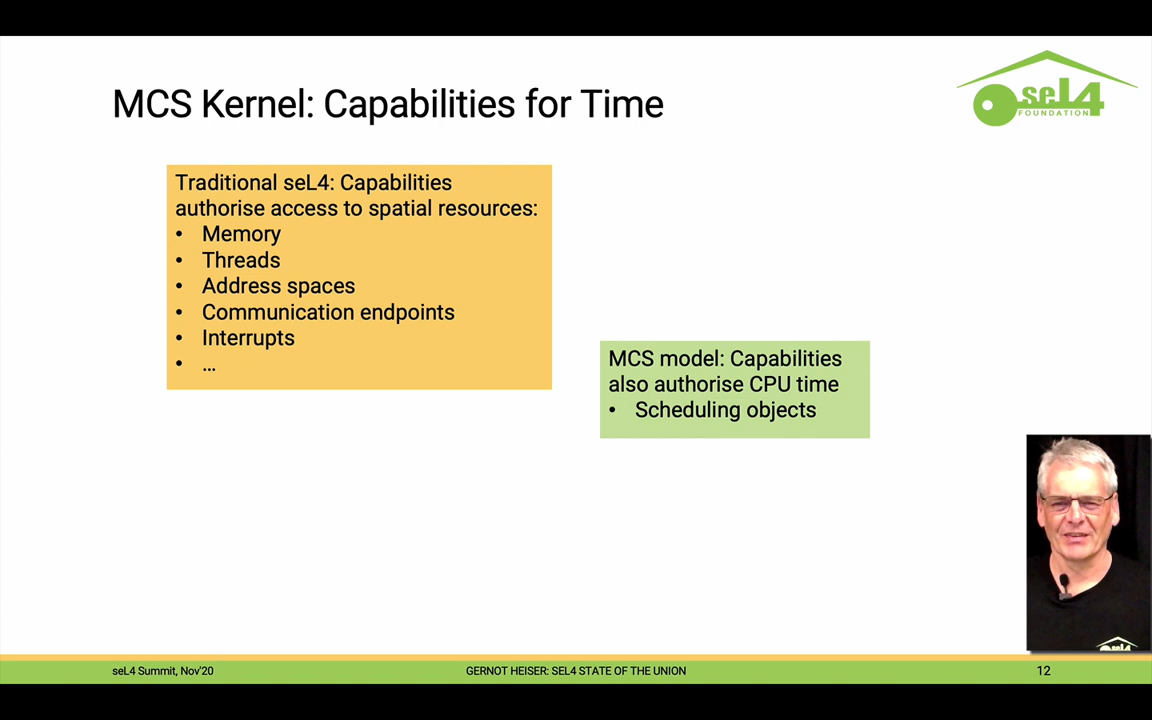 MCS Kernel: Capabilities for Time
seL4
FOUNDATION
Traditional seL4: Capabilities
authorise access to spatial resources:
• Memory
• Threads
• Address spaces
• Communication endpoints
• Interrupts
• …
MCS model: Capabilities
also authorise CPU time
• Scheduling objects
seL4 Summit, Nov'20
GERNOT HEISER: SEL4 STATE OF THE UNION
12